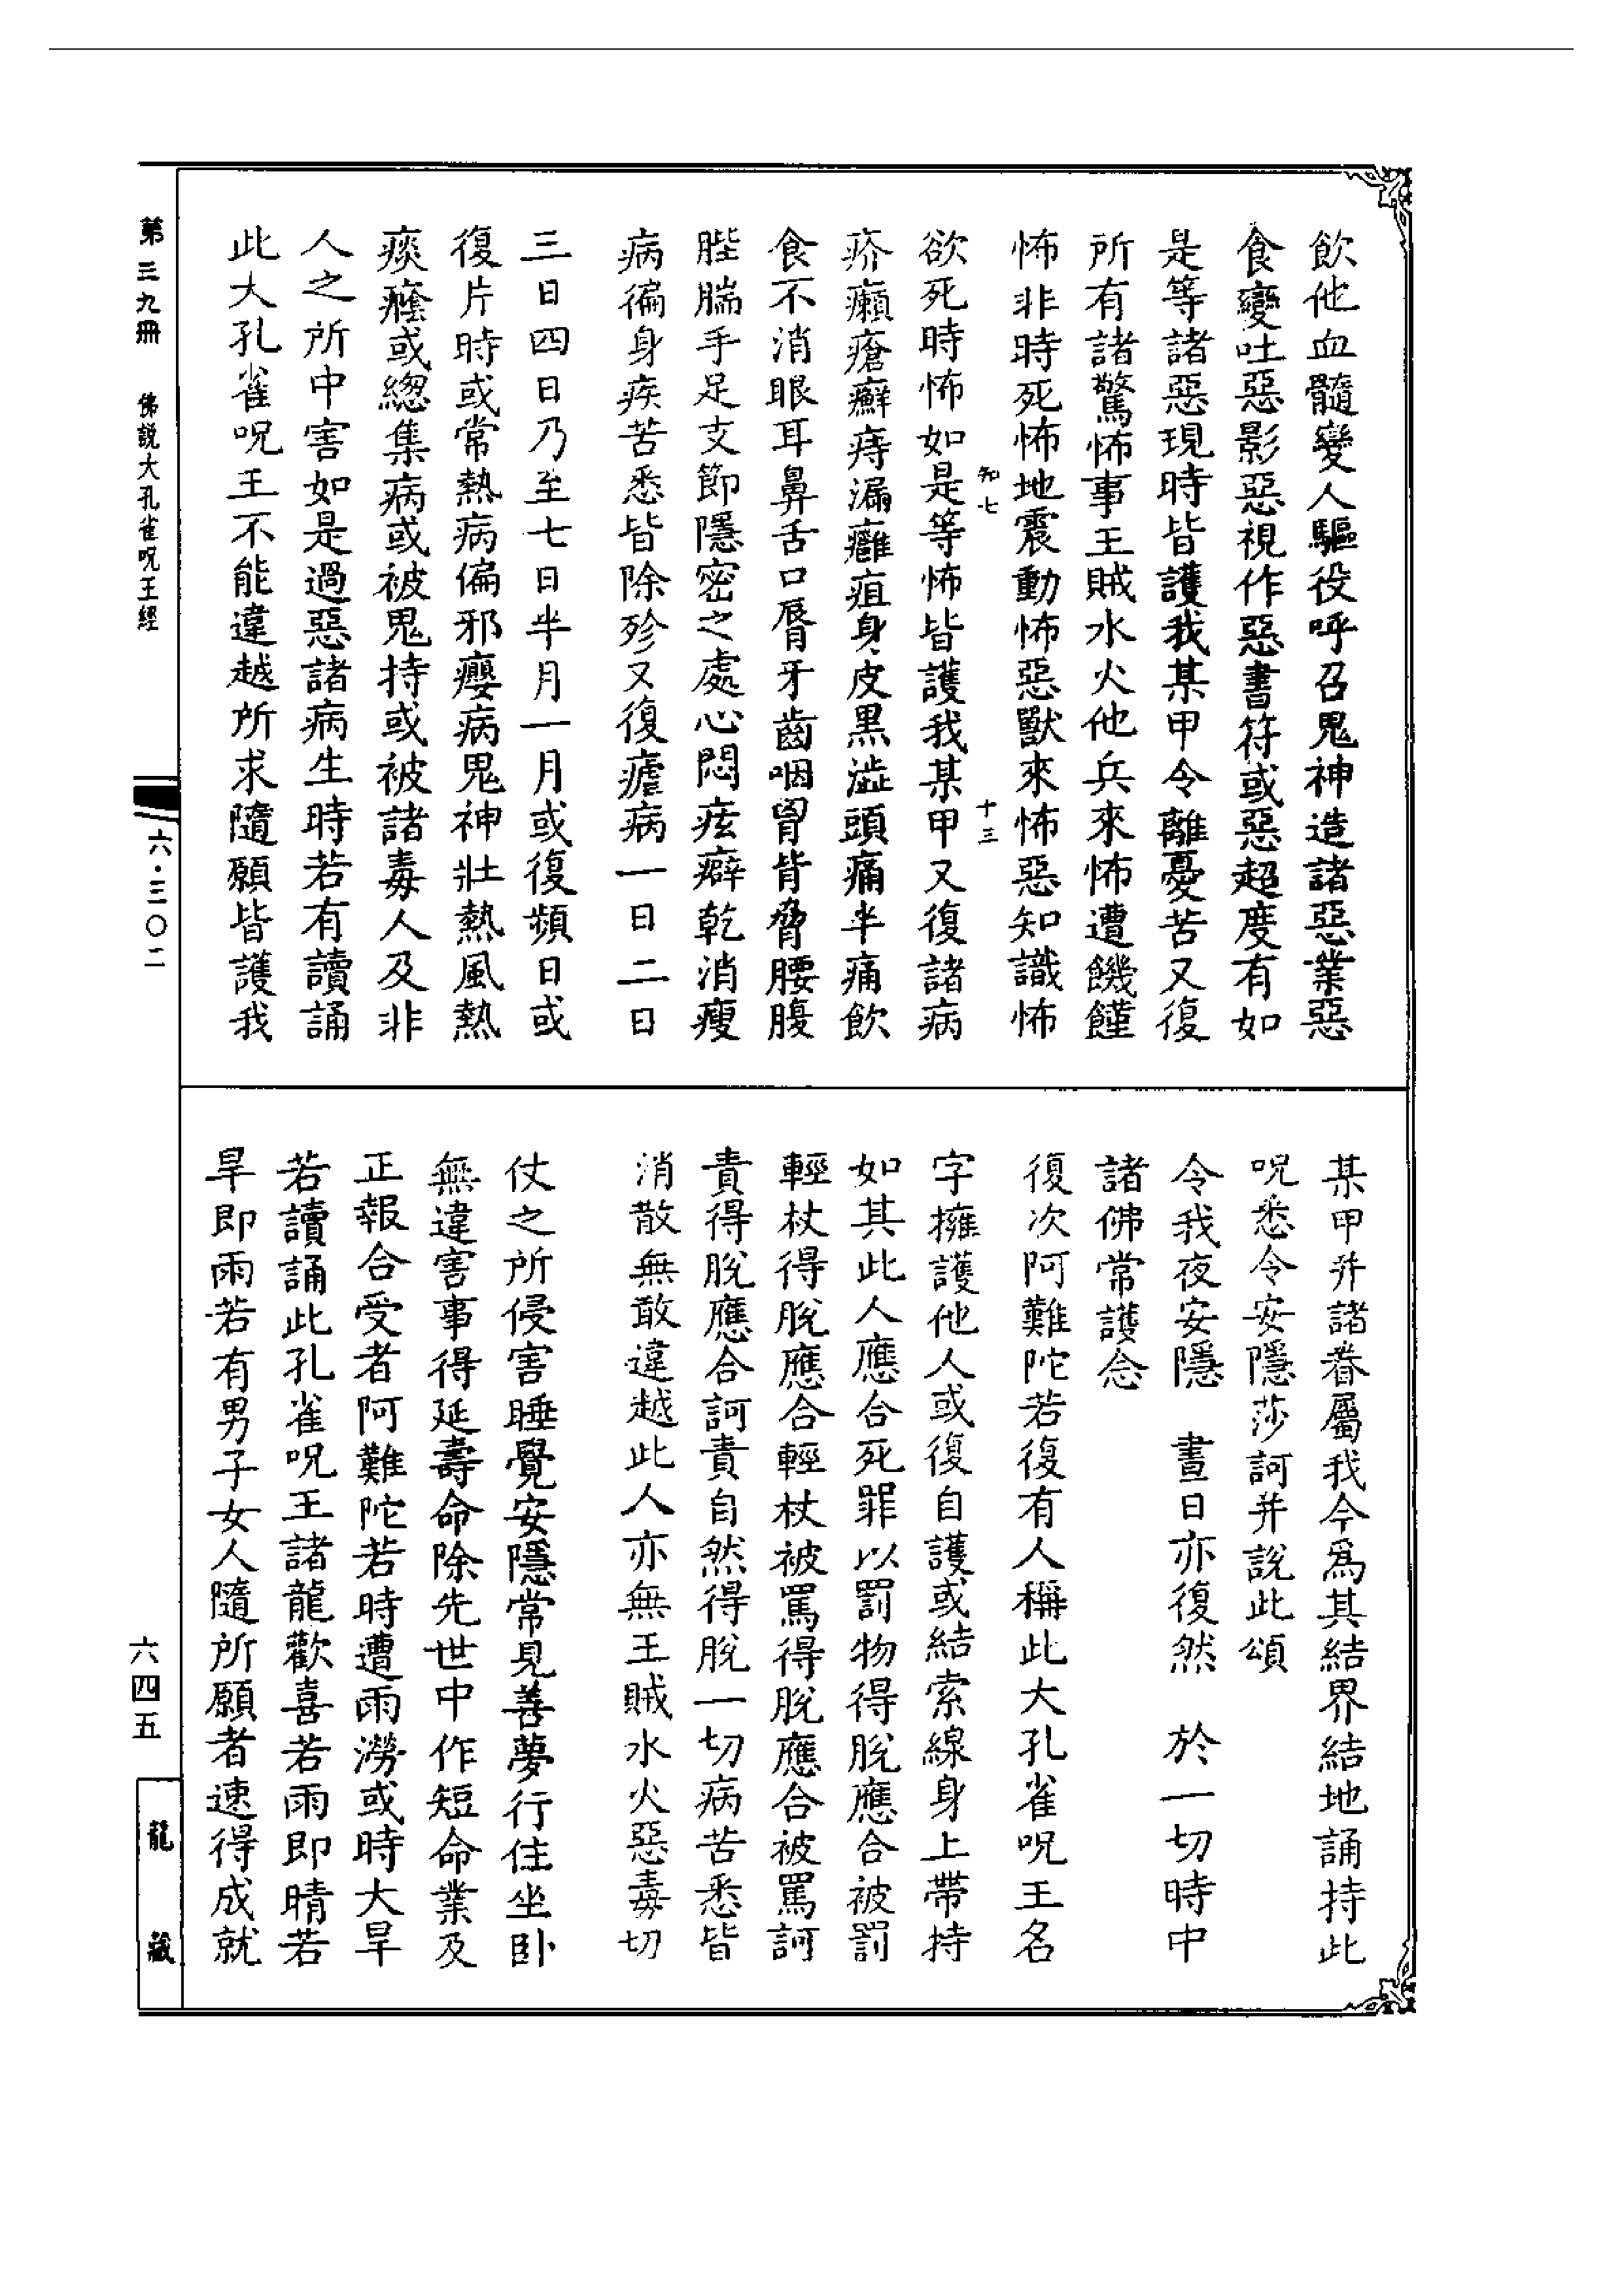 飲他血髓變人驅役呼召鬼神造諸惡業惡
食變吐惡影惡視作惡書符或惡超度有如
是等諸惡現時皆護我某甲令離憂苦又復
所有諸驚怖事王賊水火他兵來怖遭饑饉
怖非時死怖地震動怖惡獸來怖惡知識怖
知七　十三
欲死時怖如是等怖皆護我某甲又復諸病
疥癩瘡癬痔漏癰疽身皮黑澁頭痛半痛飲
食不消眼耳鼻舌口脣牙齒咽胷背脅腰腹
髀腨手足支節隱密之處心悶痃癖乾消瘦
病徧身疾苦悉皆除殄又復瘧病一日二日
三日四日乃至七日半月一月或復頻日或
復片時或常熱病偏邪癭病鬼神壯熱風熱
痰癊或緫集病或被鬼持或被諸毒人及非
人之所中害如是過惡諸病生時若有讀誦
此大孔雀呪王不能違越所求隨願皆護我
某甲并諸眷屬我今爲其結界結地誦持此
呪悉令安隱莎訶并說此頌
令我夜安隱　晝日亦復然　於一切時中
諸佛常護念
復次阿難陀若復有人稱此大孔雀呪王名
字擁護他人或復自護或結索線身上帶持
如其此人應合死罪以罰物得脫應合被罰
輕杖得脫應合輕杖被罵得脫應合被罵訶
責得脫應合訶責自然得脫一切病苦悉皆
消散無敢違越此人亦無王賊水火惡毒切
仗之所侵害睡覺安隱常見善夢行住坐臥
無違害事得延壽命除先世中作短命業及
正報合受者阿難陀若時遭雨澇或時大旱
若讀誦此孔雀呪王諸龍歡喜若雨即晴若
旱即雨若有男子女人隨所願者速得成就
第三九冊　佛説大孔雀呪王經　六·三〇二
六四五　龍藏